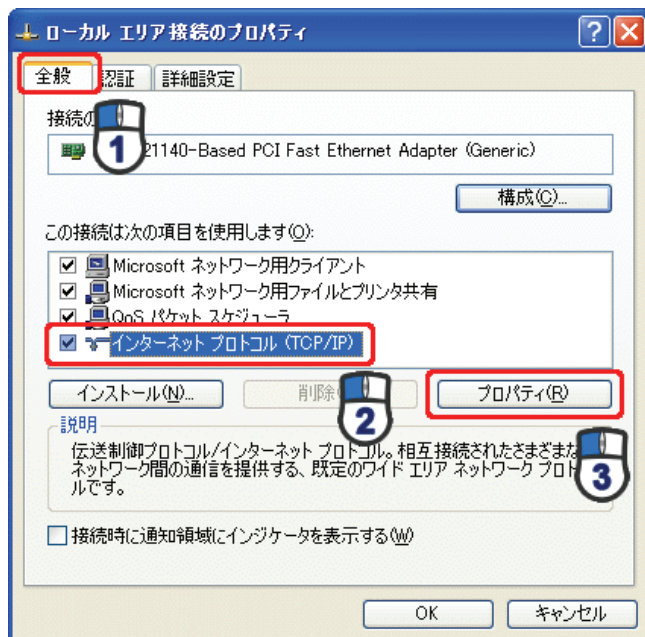 ローカル エリア接続のプロパティ
全般
認証
詳細設定
接続の
1
21140-Based PCI Fast Ethernet Adapter (Generic)
構成(C)...
この接続は次の項目を使用します(O):
Microsoft ネットワーク用クライアント
Microsoft ネットワーク用ファイルとプリンタ共有
QoS パケット スケジューラ
インターネット プロトコル (TCP/IP)
インストール(N)...
削除
プロパティ(R)
2
説明
伝送制御プロトコル/インターネット プロトコル。相互接続されたさまざまな
ネットワーク間の通信を提供する、既定のワイド エリア ネットワーク プロト
ルです。
3
接続時に通知領域にインジケータを表示する(W)
OK
キャンセル